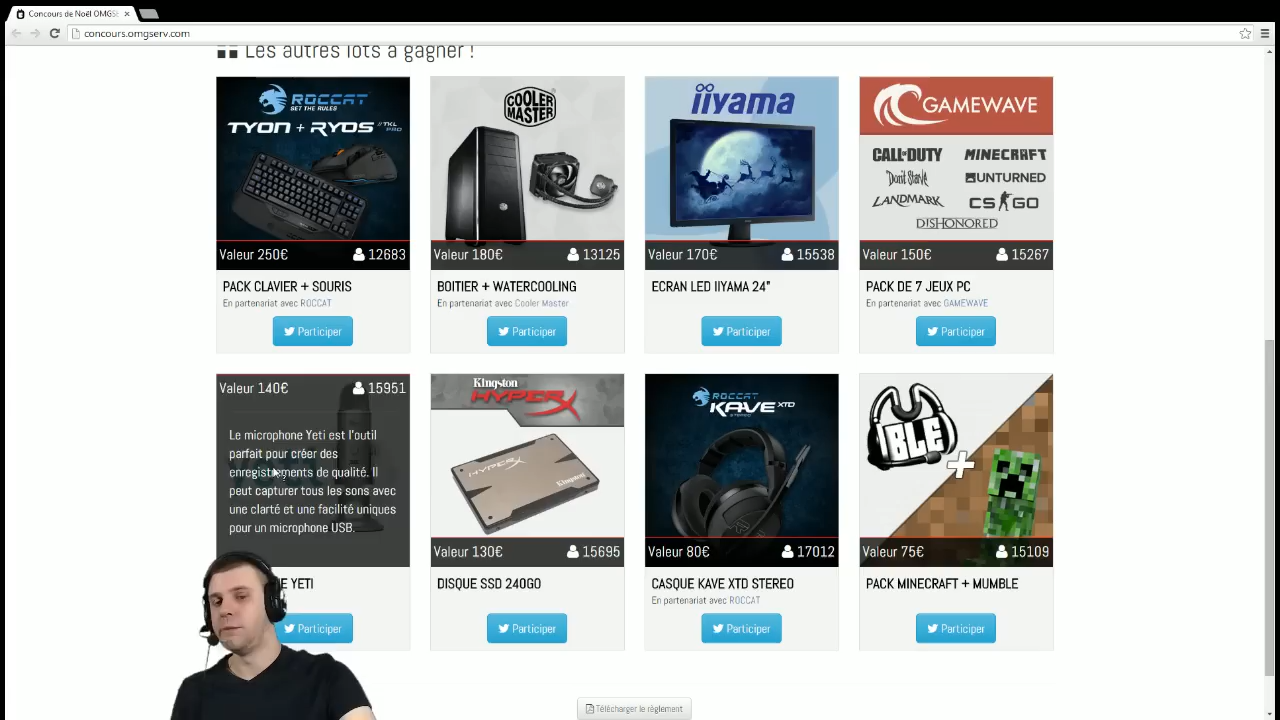 Concours de Noël OMGSE
concours.omgserv.com
Les autres lots à gagner !
ROCCAT
SET THE RULES
TYON + RYOS // TKL PRO
Valeur 250€ 12683
PACK CLAVIER + SOURIS
En partenariat avec ROCCAT
Participer
COOLER MASTER
Valeur 180€ 13125
BOITIER + WATERCOOLING
En partenariat avec Cooler Master
Participer
iiyama
Valeur 170€ 15538
ECRAN LED IIYAMA 24"
Participer
GAMEWAVE
CALL OF DUTY MINECRAFT
Don't Starve UNTURNED
LANDMARK CS GO
DISHONORED
Valeur 150€ 15267
PACK DE 7 JEUX PC
En partenariat avec GAMEWAVE
Participer
Valeur 140€ 15951
Le microphone Yeti est l'outil
parfait pour créer des
enregistrements de qualité. Il
peut capturer tous les sons avec
une clarté et une facilité uniques
pour un microphone USB.
YETI
Participer
Kingston
HYPERX
HYPERX
Kingston
Valeur 130€ 15695
DISQUE SSD 240GO
Participer
ROCCAT
KAVE XTD
STEREO
Valeur 80€ 17012
CASQUE KAVE XTD STEREO
En partenariat avec ROCCAT
Participer
BLE
+
Valeur 75€ 15109
PACK MINECRAFT + MUMBLE
Participer
Télécharger le règlement